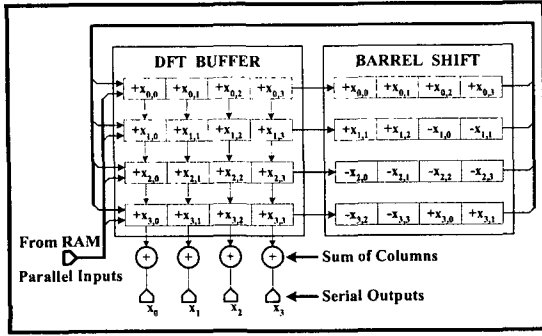 DFT BUFFER
BARREL SHIFT
+x0,0 +x0,1 +x0,2 +x0,3 +x0,0 +x0,1 +x0,2 +x0,3
+x1,0 +x1,1 +x1,2 +x1,3 +x1,1 +x1,2 -x1,0 -x1,1
+x2,0 +x2,1 +x2,2 +x2,3 -x2,0 -x2,1 -x2,2 -x2,3
+x3,0 +x3,1 +x3,2 +x3,3 -x3,2 -x3,3 +x3,0 +x3,1
From RAM
Parallel Inputs
+ + + +
Sum of Columns
x0 x1 x2 x3
Serial Outputs